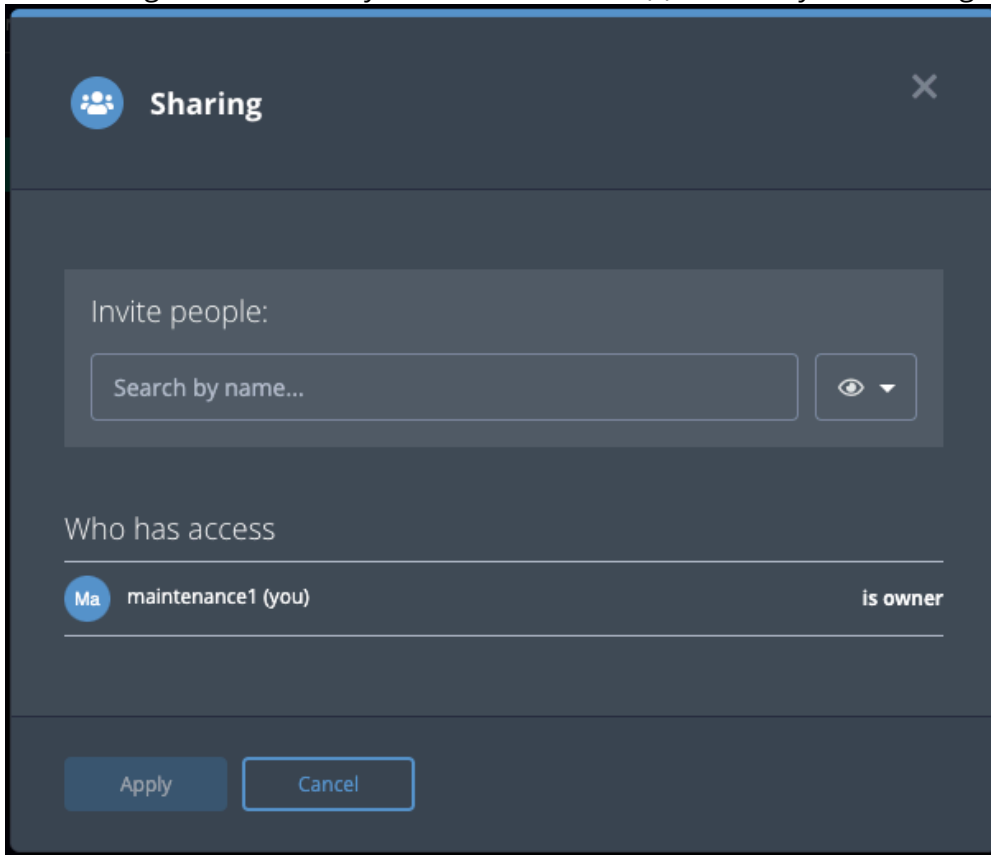 Sharing
Invite people:
Search by name...
Who has access
Ma maintenance1 (you) is owner
Apply Cancel